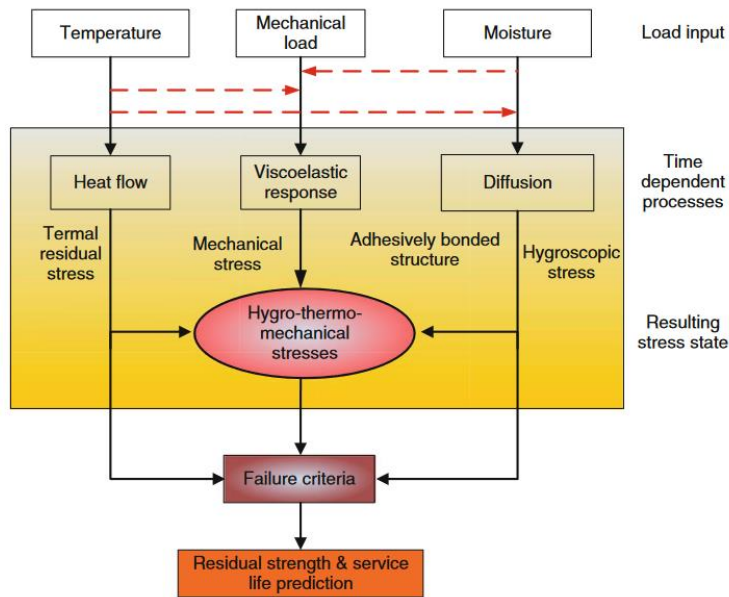 Temperature
Mechanical
load
Moisture
Load input
Heat flow
Viscoelastic
response
Diffusion
Time
dependent
processes
Termal
residual
stress
Mechanical
stress
Adhesively bonded
structure
Hygroscopic
stress
Hygro-thermo-
mechanical
stresses
Resulting
stress state
Failure criteria
Residual strength & service
life prediction